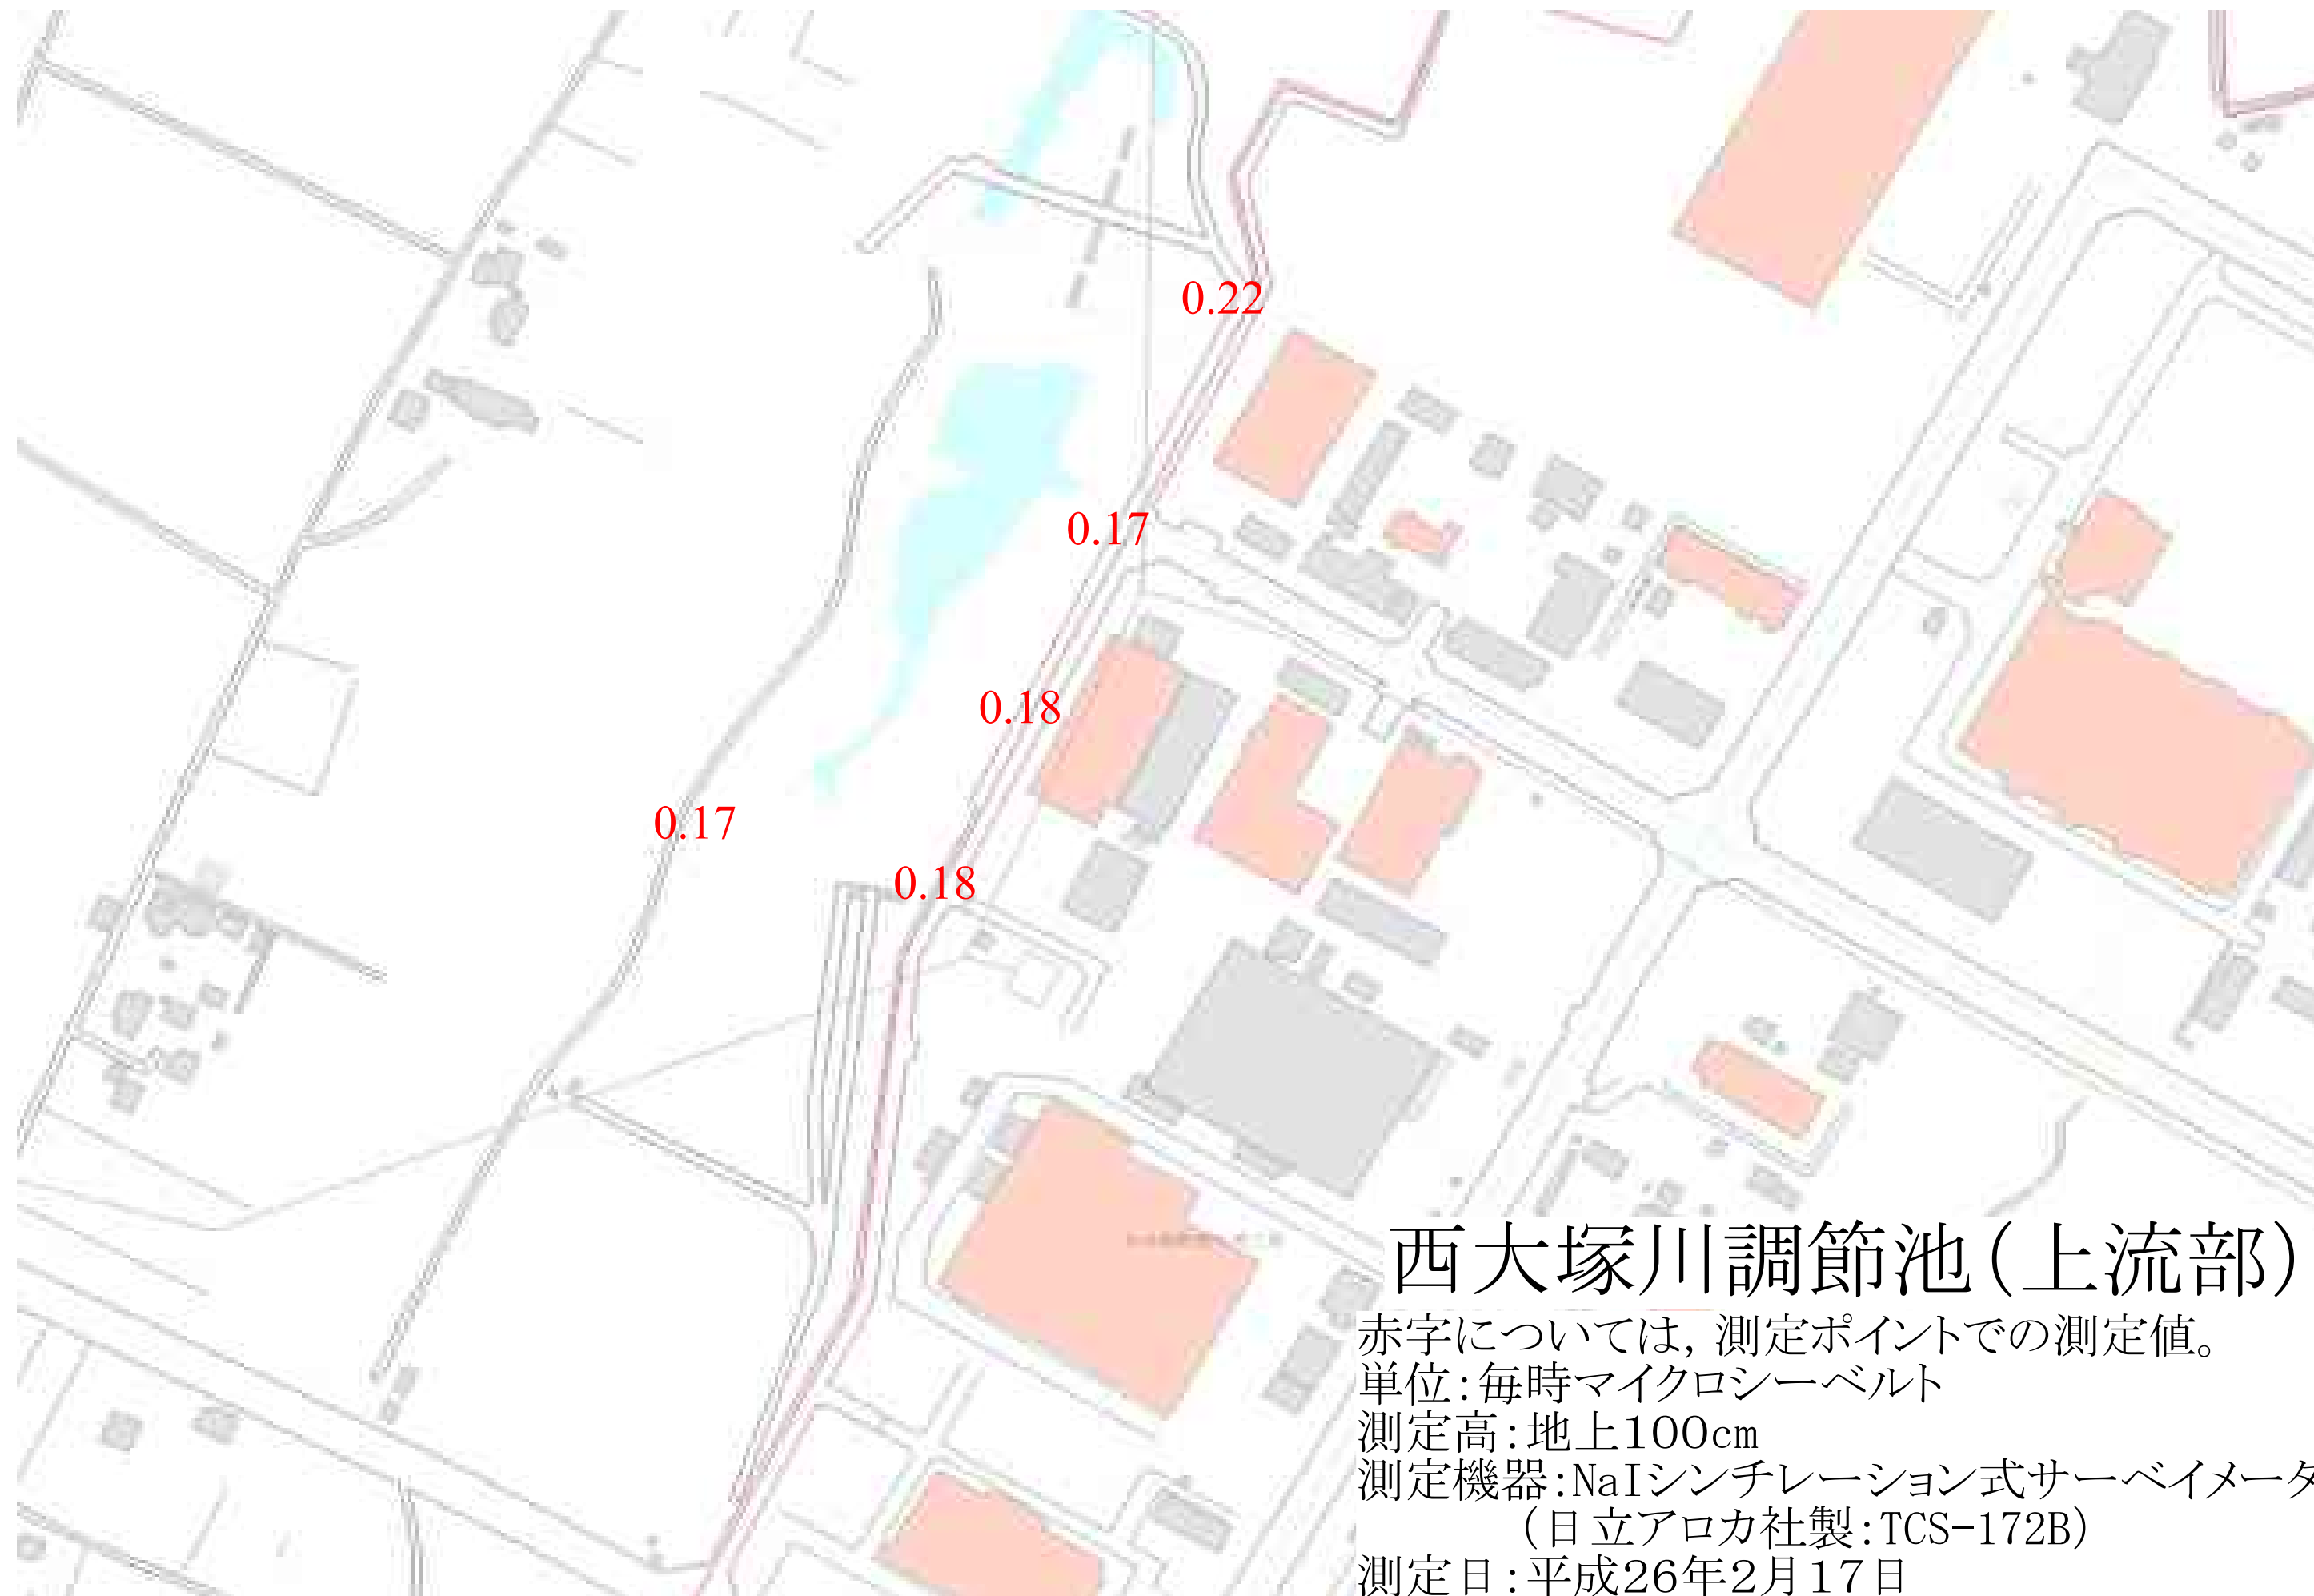 0.22
0.17
0.18
0.17
0.18
西大塚川調節池(上流部)
赤字については,測定ポイントでの測定値。
単位:毎時マイクロシーベルト
測定高:地上100cm
測定機器:NaIシンチレーション式サーベイメータ
(日立アロカ社製:TCS-172B)
測定日:平成26年2月17日